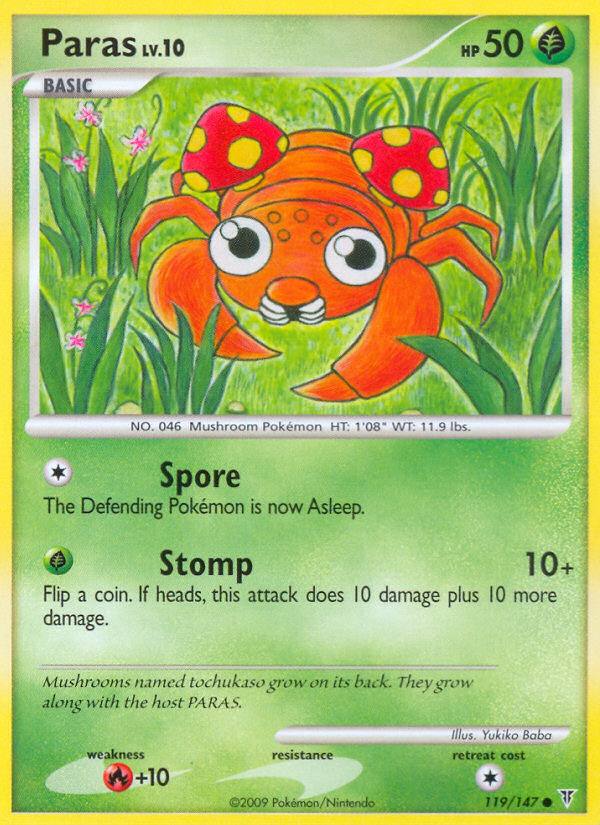 Paras LV.10
HP 50
BASIC
NO. 046 Mushroom Pokémon HT: 1'08" WT: 11.9 lbs.
Spore
The Defending Pokémon is now Asleep.
Stomp 10+
Flip a coin. If heads, this attack does 10 damage plus 10 more
damage.
Mushrooms named tochukaso grow on its back. They grow
along with the host PARAS.
Illus. Yukiko Baba
weakness resistance retreat cost
+10
©2009 Pokémon/Nintendo 119/147